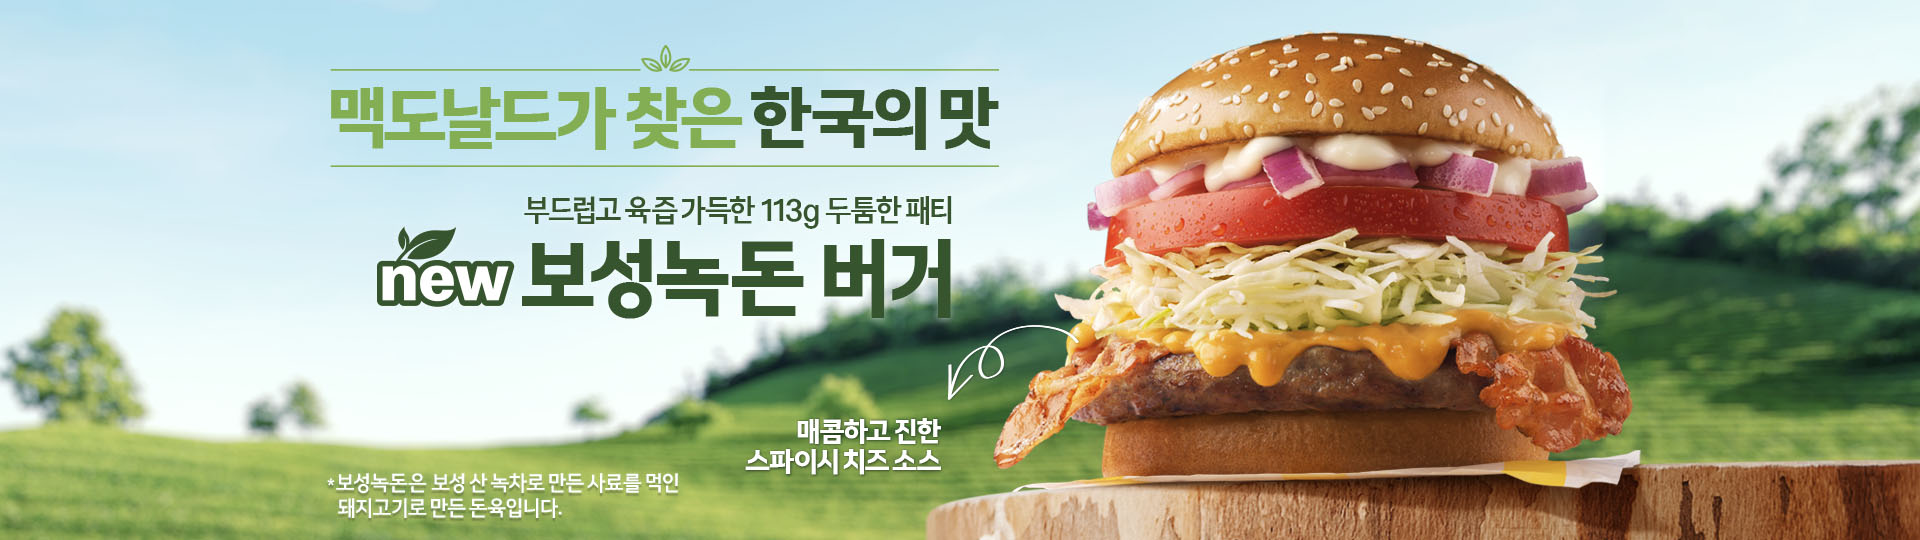 맥도날드가 찾은 한국의 맛
부드럽고 육즙 가득한 113g 두툼한 패티
new 보성녹돈 버거
매콤하고 진한
스파이시 치즈 소스
*보성녹돈은 보성 산 녹차로 만든 사료를 먹인
돼지고기로 만든 돈육입니다.